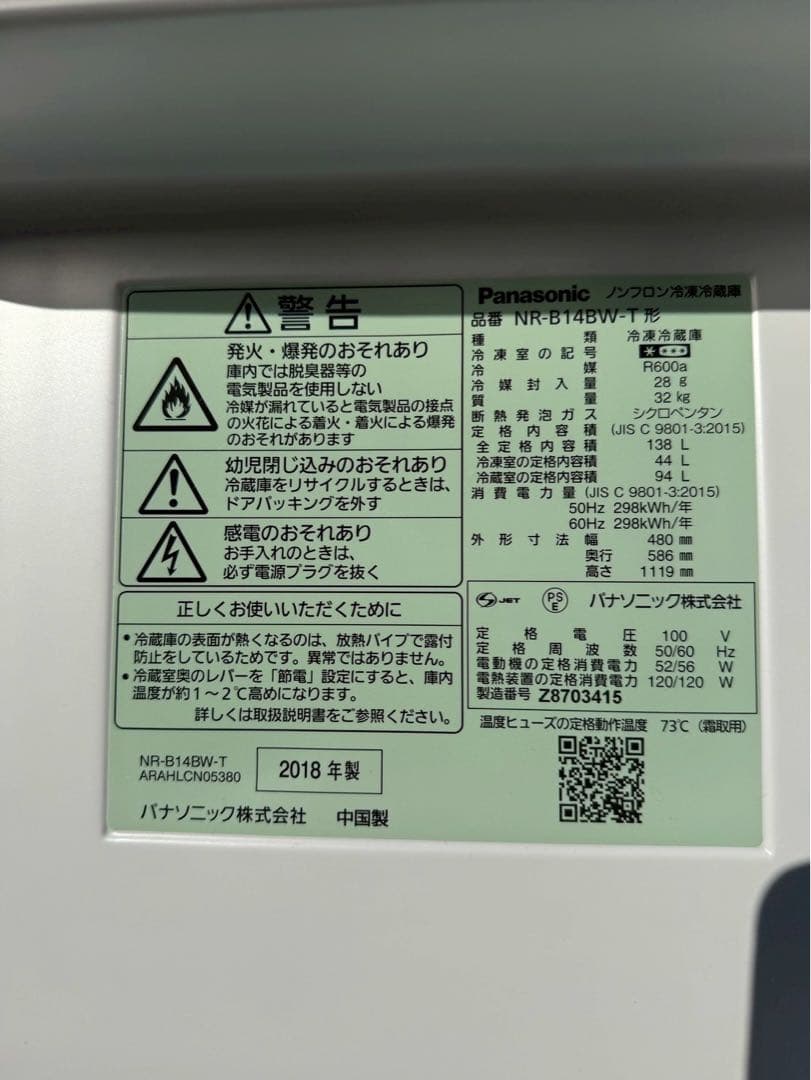 警告
発火・爆発のおそれあり
庫内では脱臭器等の
電気製品を使用しない
冷媒が漏れていると電気製品の接点
の火花による着火・着火による爆発
のおそれがあります
幼児閉じ込みのおそれあり
冷蔵庫をリサイクルするときは、
ドアパッキングを外す
感電のおそれあり
お手入れのときは、
必ず電源プラグを抜く
正しくお使いいただくために
・冷蔵庫の表面が熱くなるのは、放熱パイプで露付
防止をしているためです。異常ではありません。
・冷蔵室奥のレバーを「節電」設定にすると、庫内
温度が約1～2℃高めになります。
詳しくは取扱説明書をご参照ください。
NR-B14BW-T
ARAHLCN05380
2018年製
パナソニック株式会社 中国製
Panasonic ノンフロン冷凍冷蔵庫
品番 NR-B14BW-T形
種類 冷凍冷蔵庫
冷凍室の記号 ＊＊＊＊
冷媒 R600a
冷媒封入量 28 g
質量 32 kg
断熱発泡ガス シクロペンタン
定格内容積 (JIS C 9801-3:2015)
全定格内容積 138 L
冷凍室の定格内容積 44 L
冷蔵室の定格内容積 94 L
消費電力量 (JIS C 9801-3:2015)
50Hz 298kWh/年
60Hz 298kWh/年
外形寸法 幅 480 mm
奥行 586 mm
高さ 1119 mm
JET PSE パナソニック株式会社
定格電圧 100 V
定格周波数 50/60 Hz
電動機の定格消費電力 52/56 W
電熱装置の定格消費電力 120/120 W
製造番号 Z8703415
温度ヒューズの定格動作温度 73℃ (霜取用)